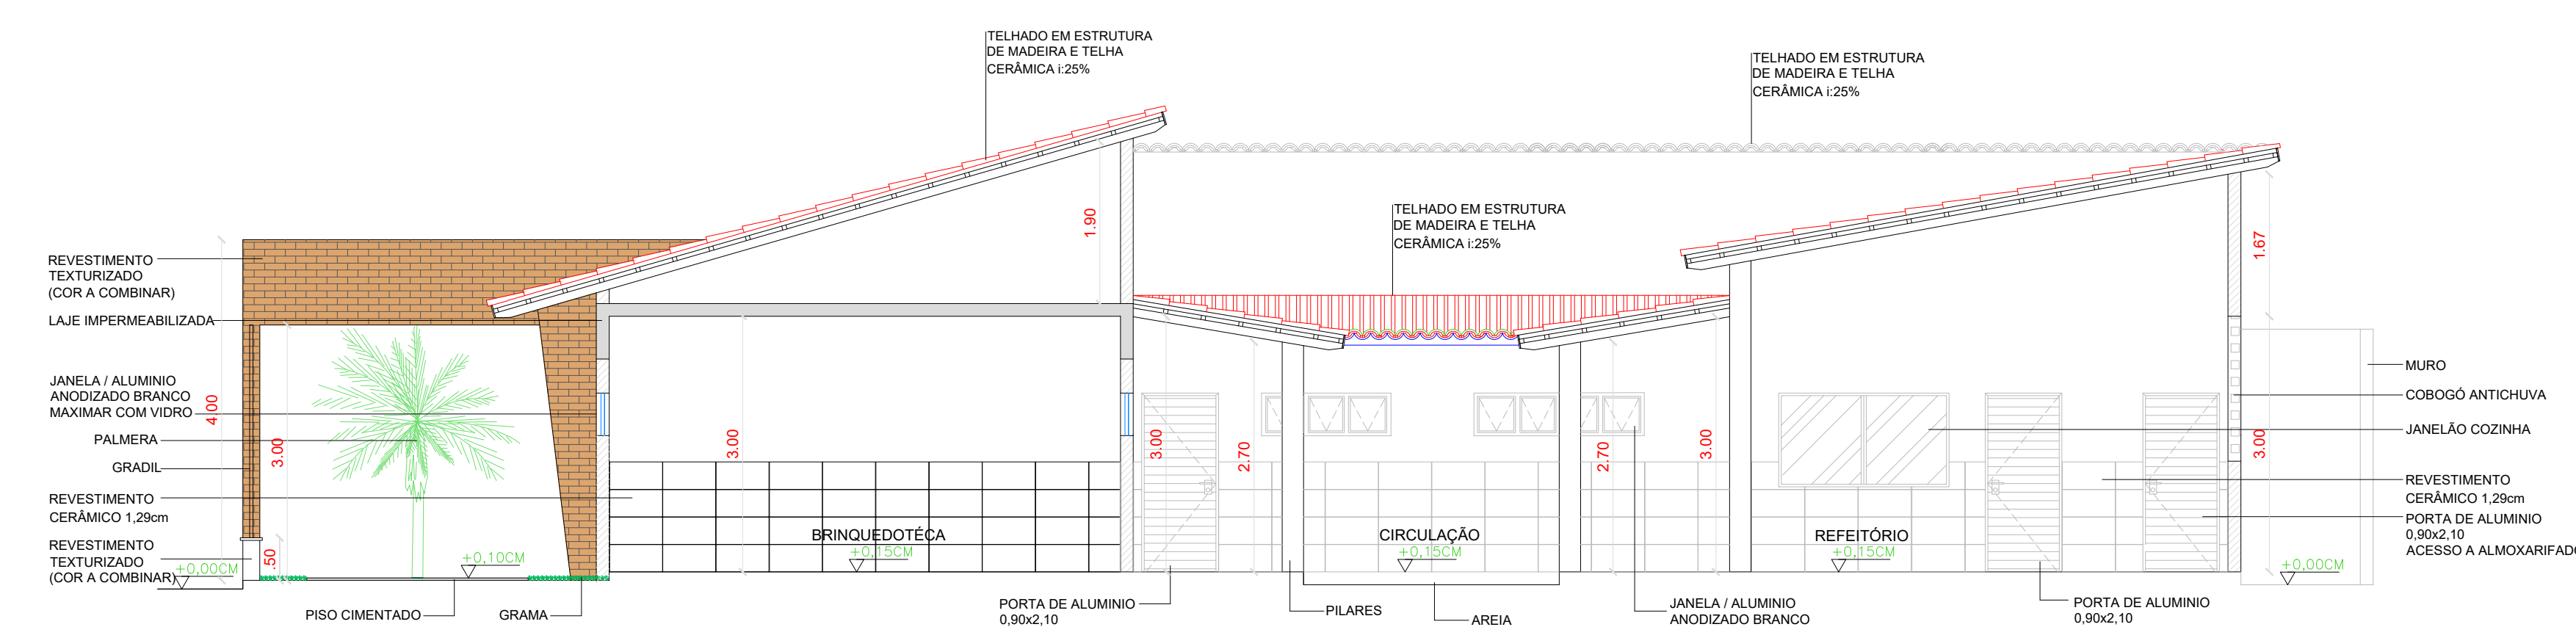 TELHADO EM ESTRUTURA
DE MADEIRA E TELHA
CERÂMICA i:25%
TELHADO EM ESTRUTURA
DE MADEIRA E TELHA
CERÂMICA i:25%
TELHADO EM ESTRUTURA
DE MADEIRA E TELHA
CERÂMICA i:25%
1.90
1.67
REVESTIMENTO
TEXTURIZADO
(COR A COMBINAR)
LAJE IMPERMEABILIZADA
JANELA / ALUMINIO
ANODIZADO BRANCO
MAXIMAR COM VIDRO
PALMERA
GRADIL
REVESTIMENTO
CERÂMICO 1,29cm
REVESTIMENTO
TEXTURIZADO
(COR A COMBINAR)
4.00
3.00
.50
3.00
3.00
2.70
2.70
3.00
3.00
+0,00CM
+0,10CM
BRINQUEDOTÉCA
+0,15CM
CIRCULAÇÃO
+0,15CM
REFEITÓRIO
+0,15CM
+0,00CM
MURO
COBOGÓ ANTICHUVA
JANELÃO COZINHA
REVESTIMENTO
CERÂMICO 1,29cm
PORTA DE ALUMINIO
0,90x2,10
ACESSO A ALMOXARIFADO
PISO CIMENTADO
GRAMA
PORTA DE ALUMINIO
0,90x2,10
PILARES
AREIA
JANELA / ALUMINIO
ANODIZADO BRANCO
PORTA DE ALUMINIO
0,90x2,10